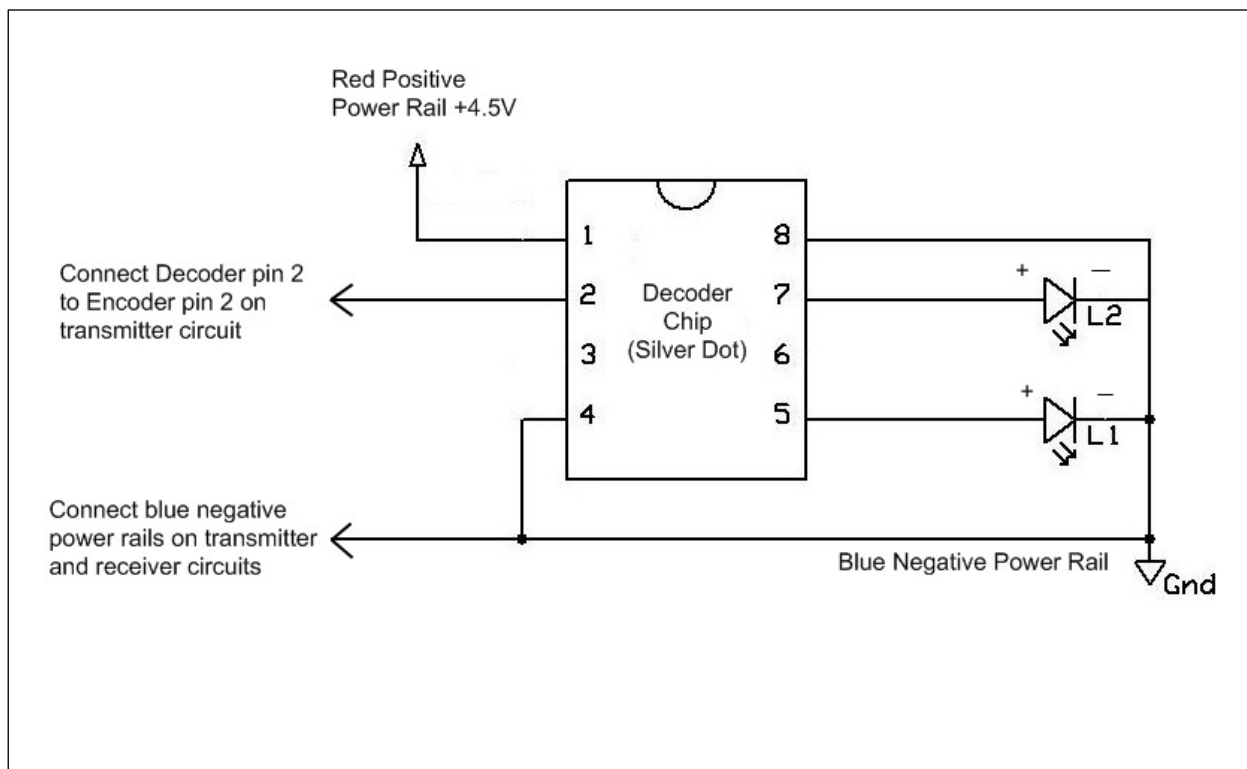 Red Positive
Power Rail +4.5V
1
8
Connect Decoder pin 2
to Encoder pin 2 on
transmitter circuit
2
Decoder
Chip
(Silver Dot)
7
+ —
L2
3
6
4
5
+ —
L1
Connect blue negative
power rails on transmitter
and receiver circuits
Blue Negative Power Rail
Gnd